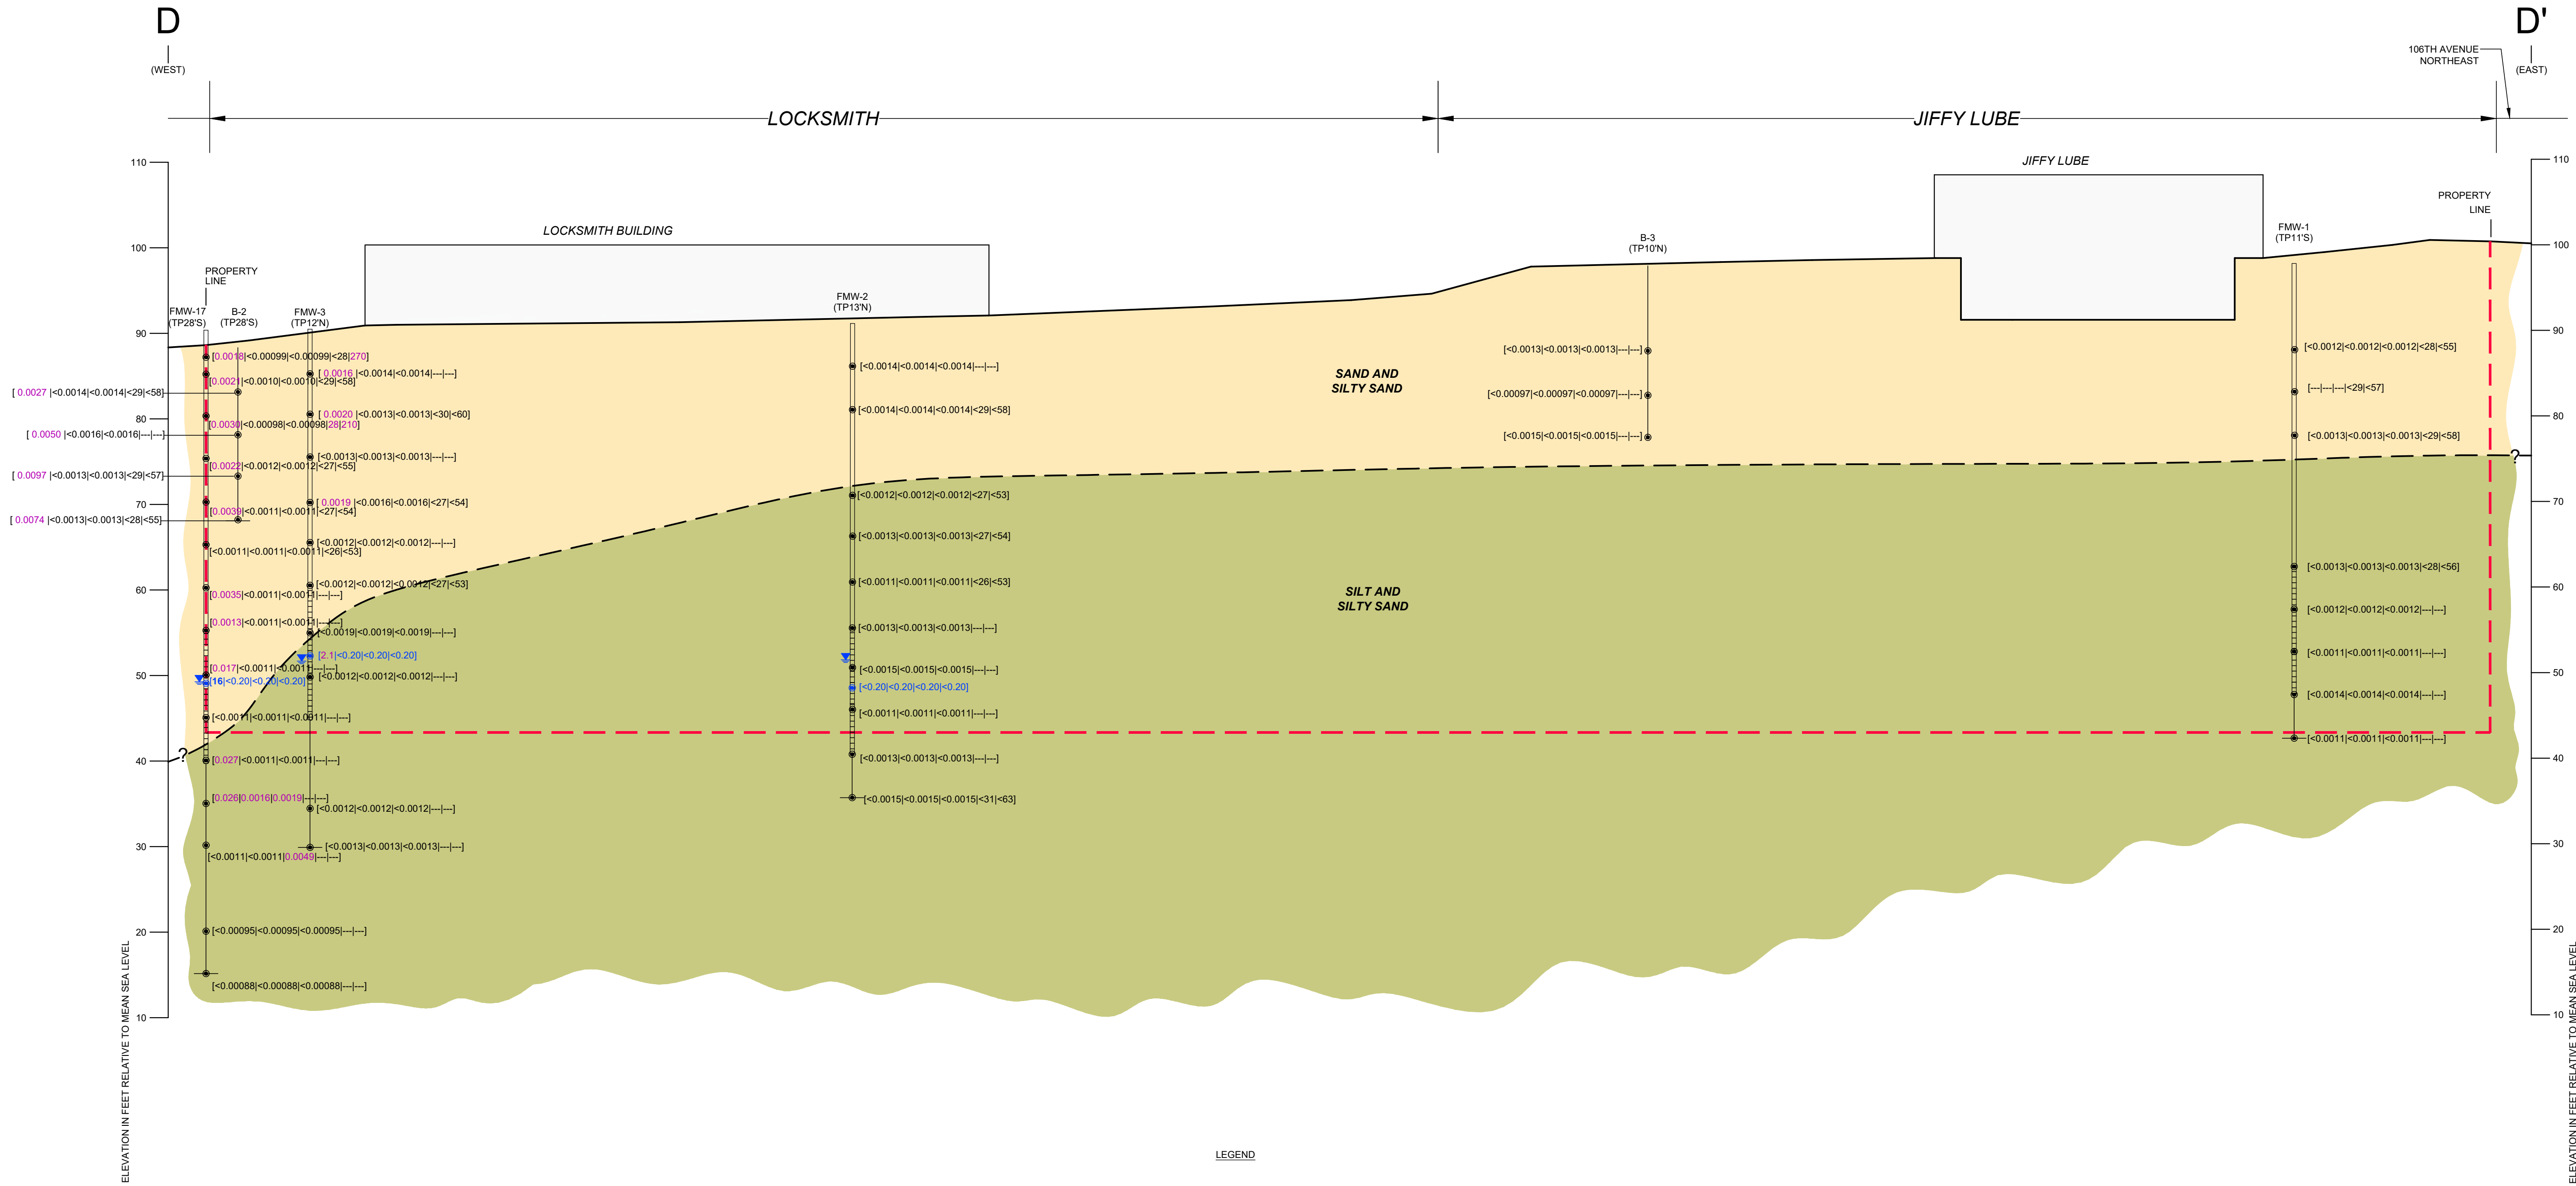 D
D'
(WEST)
(EAST)
106TH AVENUE
NORTHEAST
LOCKSMITH
JIFFY LUBE
110
100
90
80
70
60
50
40
30
20
10
ELEVATION IN FEET RELATIVE TO MEAN SEA LEVEL
LOCKSMITH BUILDING
JIFFY LUBE
PROPERTY
LINE
PROPERTY
LINE
FMW-17
(TP28'S)
[0.0018|<0.00099|<0.00099|<28|270]
[0.0021|<0.0010|<0.0010|<29|<58]
[0.0030|<0.00098|<0.00098|28|210]
[0.0022|<0.0012|<0.0012|<27|<55]
[0.0039|<0.0011|<0.0011|<27|<54]
[<0.0011|<0.0011|<0.0011|<26|<53]
[0.0035|<0.0011|<0.0011|---|---]
[0.0013|<0.0011|<0.0011|---|---]
[0.017|<0.0011|<0.0011|---|---]
[16|<0.20|<0.20|<0.20]
[<0.0011|<0.0011|<0.0011|---|---]
[0.027|<0.0011|<0.0011|---|---]
[0.026|0.0016|0.0019|---|---]
[<0.0011|<0.0011|0.0049|---|---]
[<0.00095|<0.00095|<0.00095|---|---]
[<0.00088|<0.00088|<0.00088|---|---]
B-2
(TP28'S)
[ 0.0027 |<0.0014|<0.0014|<29|<58]
[ 0.0050 |<0.0016|<0.0016|---|---]
[ 0.0097 |<0.0013|<0.0013|<29|<57]
[ 0.0074 |<0.0013|<0.0013|<28|<55]
FMW-3
(TP12'N)
[ 0.0016 |<0.0014|<0.0014|---|---]
[ 0.0020 |<0.0013|<0.0013|<30|<60]
[<0.0013|<0.0013|<0.0013|---|---]
[ 0.0019 |<0.0016|<0.0016|<27|<54]
[<0.0012|<0.0012|<0.0012|---|---]
[<0.0012|<0.0012|<0.0012|<27|<53]
[<0.0019|<0.0019|<0.0019|---|---]
[2.1|<0.20|<0.20|<0.20]
[<0.0012|<0.0012|<0.0012|---|---]
[<0.0012|<0.0012|<0.0012|---|---]
[<0.0013|<0.0013|<0.0013|---|---]
FMW-2
(TP13'N)
[<0.0014|<0.0014|<0.0014|---|---]
[<0.0014|<0.0014|<0.0014|<29|<58]
[<0.0012|<0.0012|<0.0012|<27|<53]
[<0.0013|<0.0013|<0.0013|<27|<54]
[<0.0011|<0.0011|<0.0011|<26|<53]
[<0.0013|<0.0013|<0.0013|---|---]
[<0.0015|<0.0015|<0.0015|---|---]
[<0.20|<0.20|<0.20|<0.20]
[<0.0011|<0.0011|<0.0011|---|---]
[<0.0013|<0.0013|<0.0013|---|---]
[<0.0015|<0.0015|<0.0015|<31|<63]
SAND AND
SILTY SAND
SILT AND
SILTY SAND
B-3
(TP10'N)
[<0.0013|<0.0013|<0.0013|---|---]
[<0.00097|<0.00097|<0.00097|---|---]
[<0.0015|<0.0015|<0.0015|---|---]
FMW-1
(TP11'S)
[<0.0012|<0.0012|<0.0012|<28|<55]
[---|---|---|<29|<57]
[<0.0013|<0.0013|<0.0013|<29|<58]
[<0.0013|<0.0013|<0.0013|<28|<56]
[<0.0012|<0.0012|<0.0012|---|---]
[<0.0011|<0.0011|<0.0011|---|---]
[<0.0014|<0.0014|<0.0014|---|---]
[<0.0011|<0.0011|<0.0011|---|---]
?
?
110
100
90
80
70
60
50
40
30
20
10
ELEVATION IN FEET RELATIVE TO MEAN SEA LEVEL
LEGEND